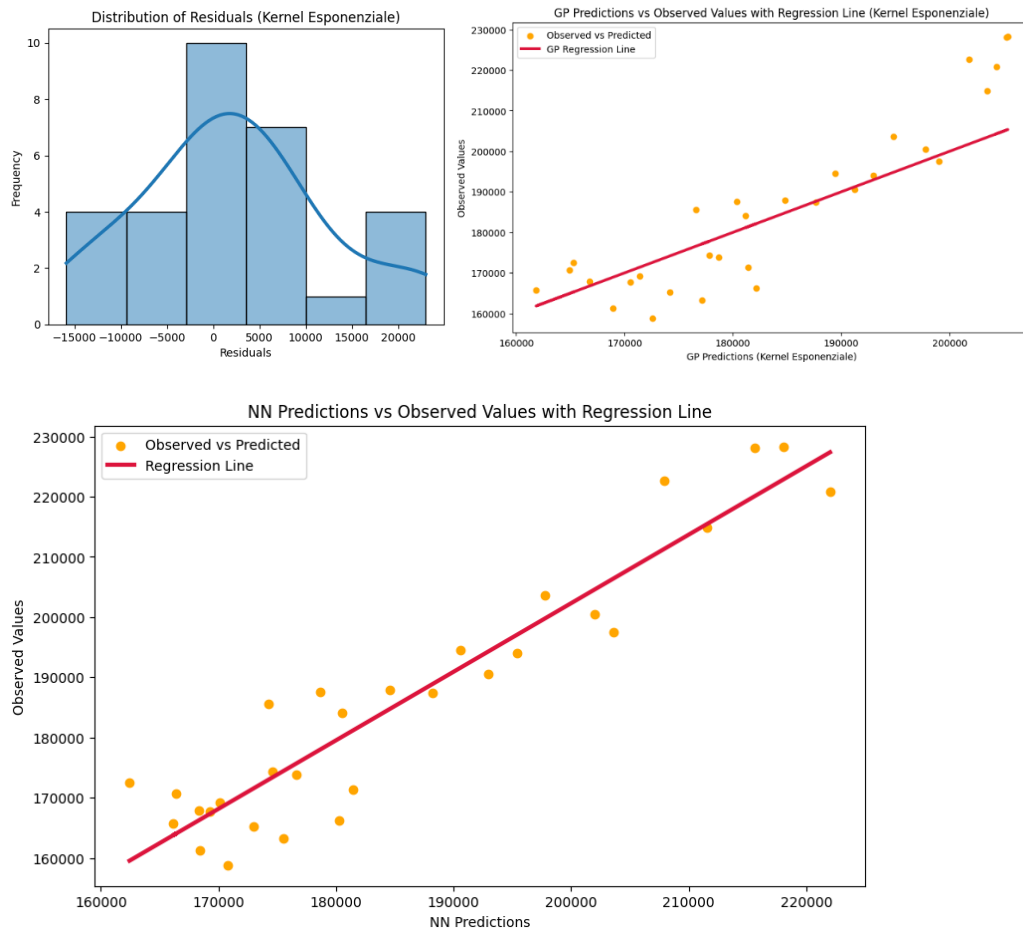 Distribution of Residuals (Kernel Esponenziale)
Frequency
10
8
6
4
2
0
−15000 −10000 −5000 0 5000 10000 15000 20000
Residuals
GP Predictions vs Observed Values with Regression Line (Kernel Esponenziale)
Observed vs Predicted
GP Regression Line
Observed Values
230000
220000
210000
200000
190000
180000
170000
160000
160000 170000 180000 190000 200000
GP Predictions (Kernel Esponenziale)
NN Predictions vs Observed Values with Regression Line
Observed vs Predicted
Regression Line
Observed Values
230000
220000
210000
200000
190000
180000
170000
160000
160000 170000 180000 190000 200000 210000 220000
NN Predictions